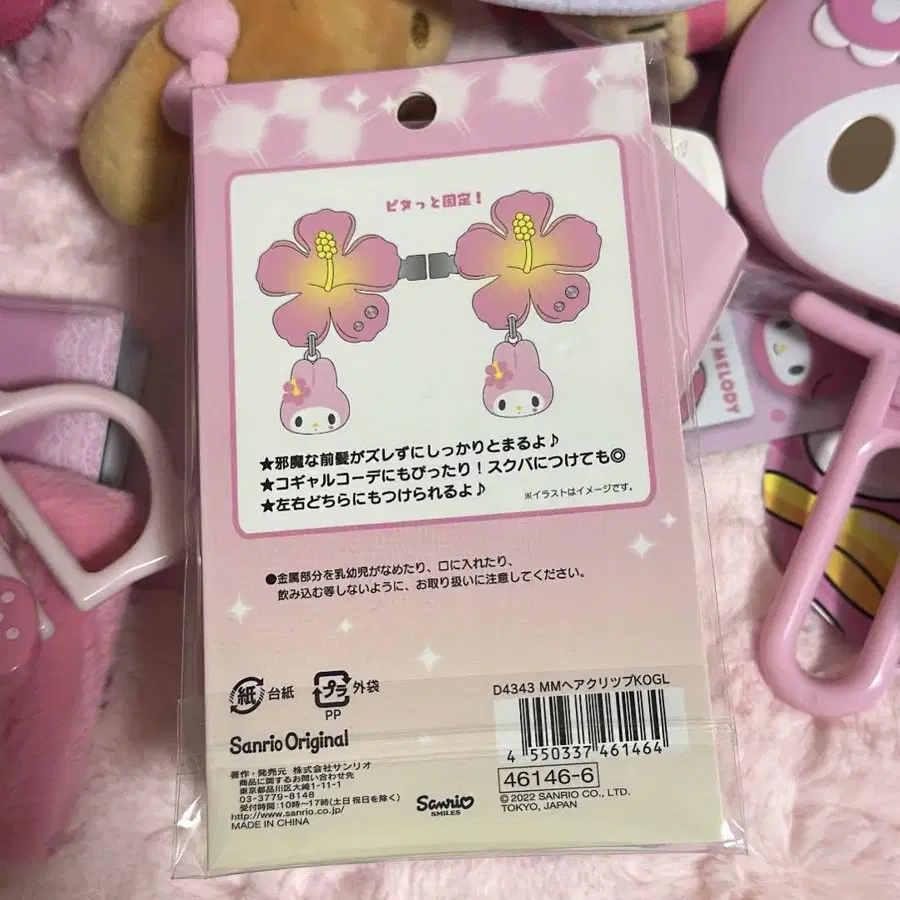 ピタっと固定!
★邪魔な前髪がズレずにしっかりとまるよ♪
★コギャルコーデにもぴったり!スクバにつけても◎
★左右どちらにもつけられるよ♪
※イラストはイメージです。
●金属部分を乳幼児がなめたり、口に入れたり、
飲み込む等しないように、お取り扱いに注意してください。
紙 台紙
プラ 外袋
PP
D4343 MMヘアクリツプKOGL
4 550337 461464
46146-6
© 2022 SANRIO CO., LTD.
TOKYO, JAPAN
Sanrio Original
著作・発売元 株式会社サンリオ
商品に関するお問い合わせ先
東京都品川区大崎1-11-1
03-3779-8148
受付時間:10時~17時(土日祝日を除く)
http://www.sanrio.co.jp/
MADE IN CHINA
Sanrio
SMILES
MELODY